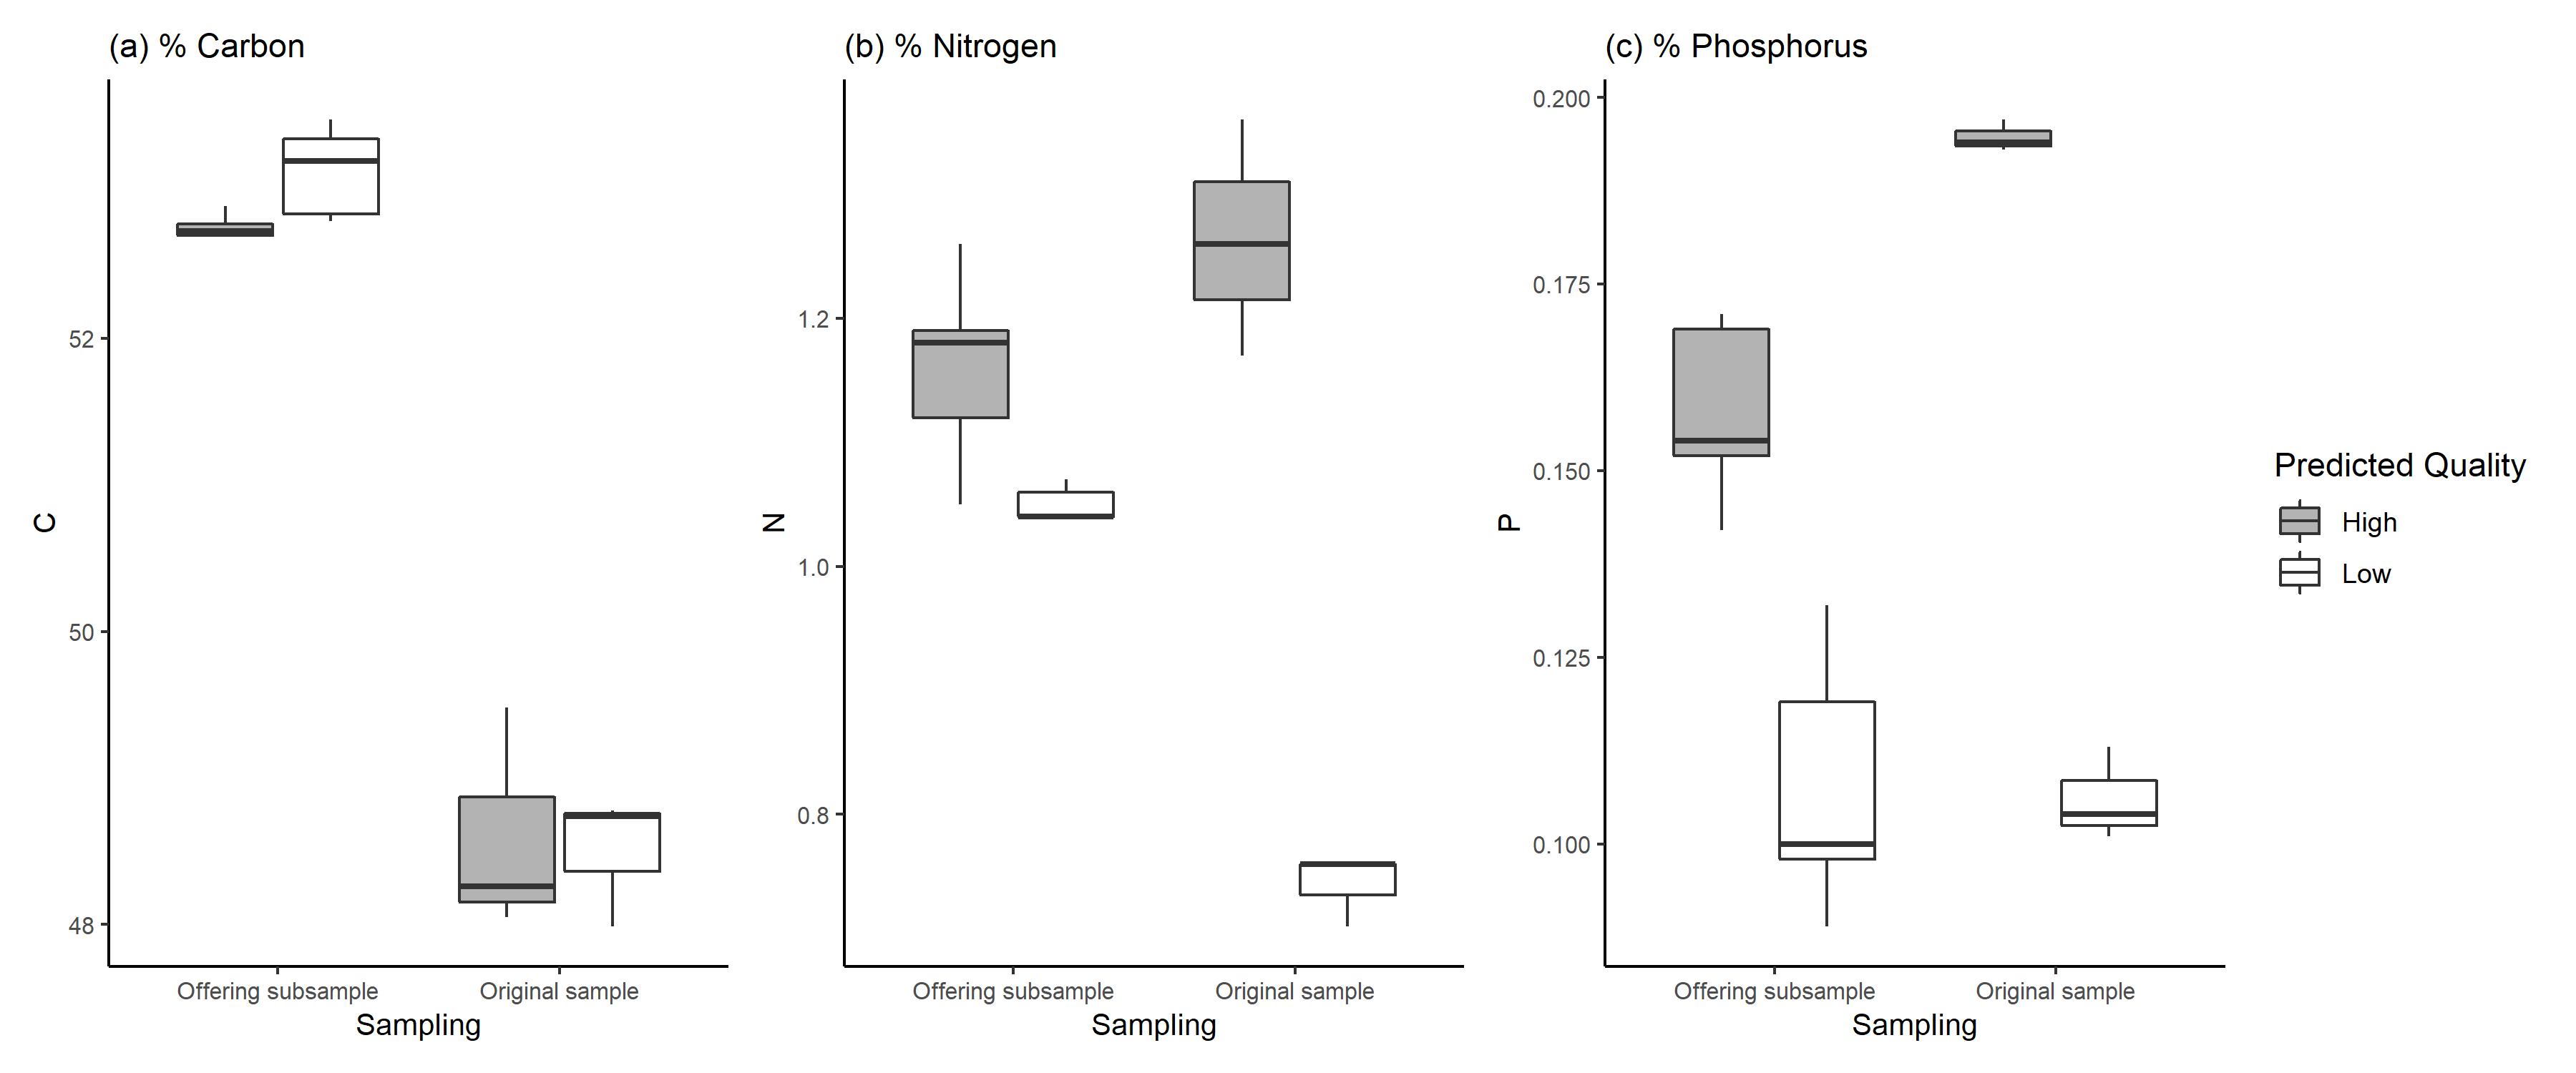 (a) % Carbon
C
52
50
48
Offering subsample
Original sample
Sampling
(b) % Nitrogen
N
1.2
1.0
0.8
Offering subsample
Original sample
Sampling
(c) % Phosphorus
P
0.200
0.175
0.150
0.125
0.100
Offering subsample
Original sample
Sampling
Predicted Quality
High
Low